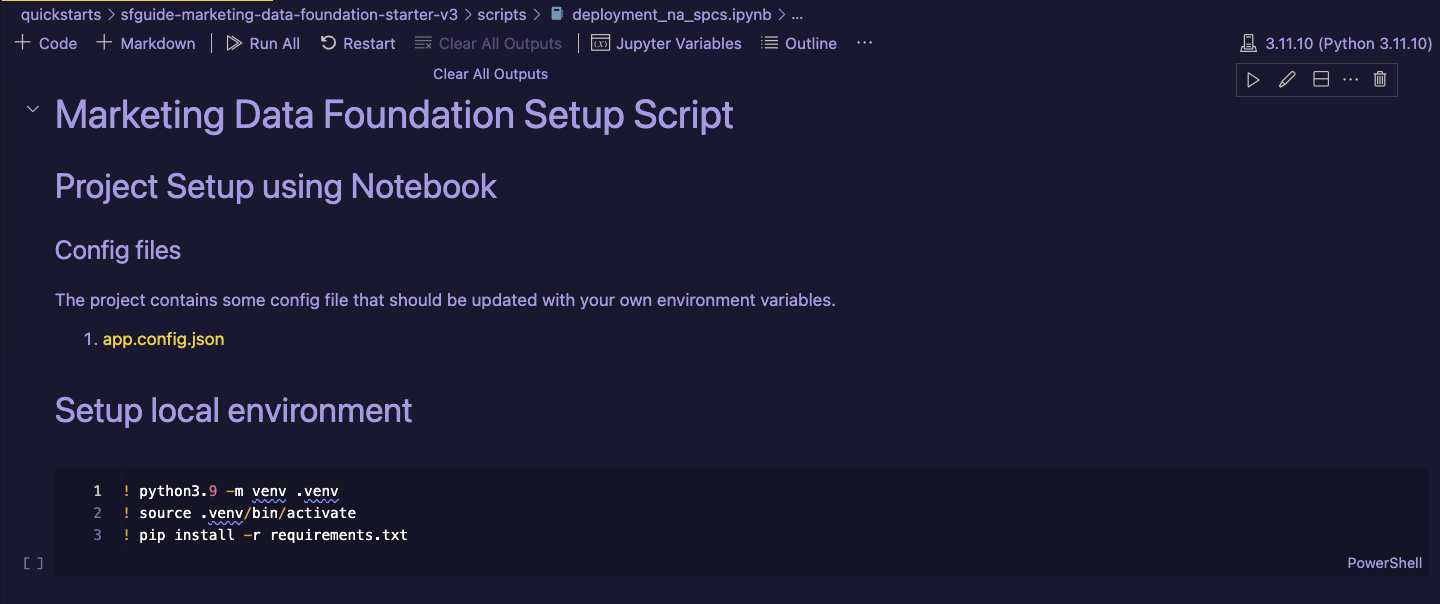 quickstarts > sfguide-marketing-data-foundation-starter-v3 > scripts > deployment_na_spcs.ipynb > ...
+ Code + Markdown | Run All Restart Clear All Outputs | Jupyter Variables Outline ... 3.11.10 (Python 3.11.10)
Clear All Outputs
Marketing Data Foundation Setup Script
Project Setup using Notebook
Config files
The project contains some config file that should be updated with your own environment variables.
1. app.config.json
Setup local environment
1 ! python3.9 -m venv .venv
2 ! source .venv/bin/activate
3 ! pip install -r requirements.txt
[ ] PowerShell